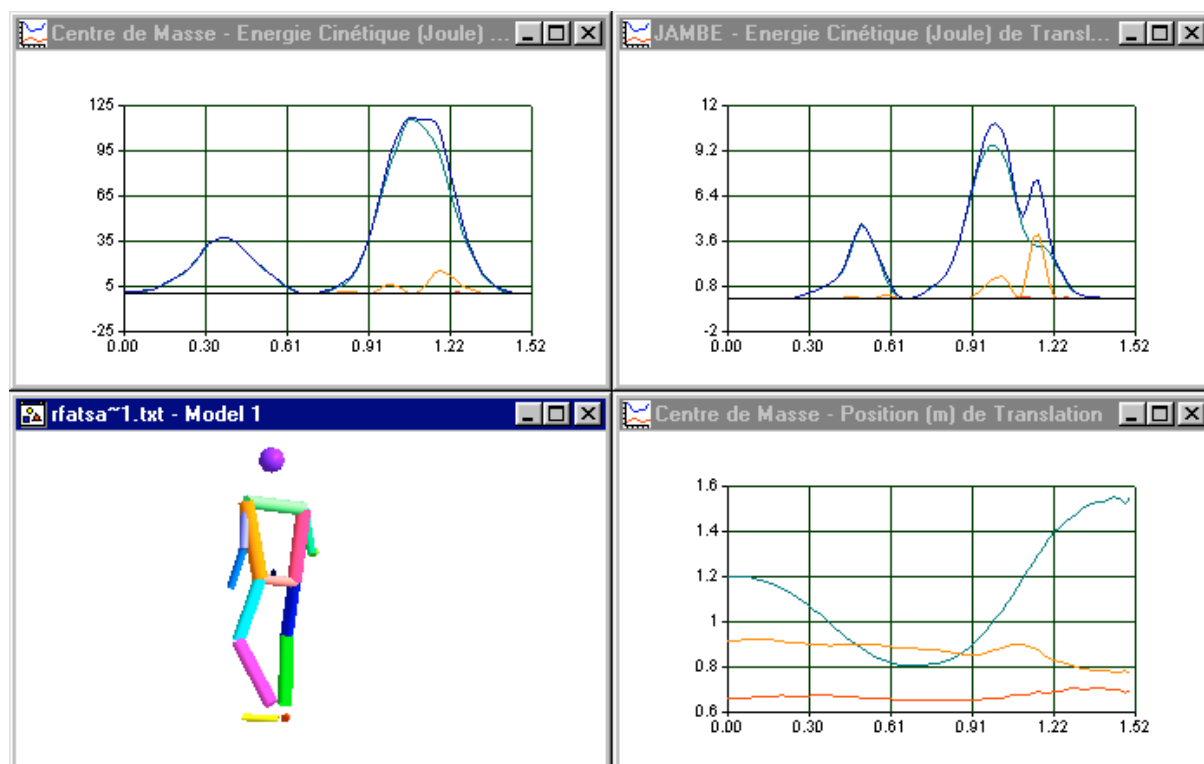 Centre de Masse - Energie Cinétique (Joule) ...
125
95
65
35
5
-25
0.00 0.30 0.61 0.91 1.22 1.52
JAMBE - Energie Cinétique (Joule) de Transl...
12
9.2
6.4
3.6
0.8
-2
0.00 0.30 0.61 0.91 1.22 1.52
rfatsa~1.txt - Model 1
Centre de Masse - Position (m) de Translation
1.6
1.4
1.2
1
0.8
0.6
0.00 0.30 0.61 0.91 1.22 1.52